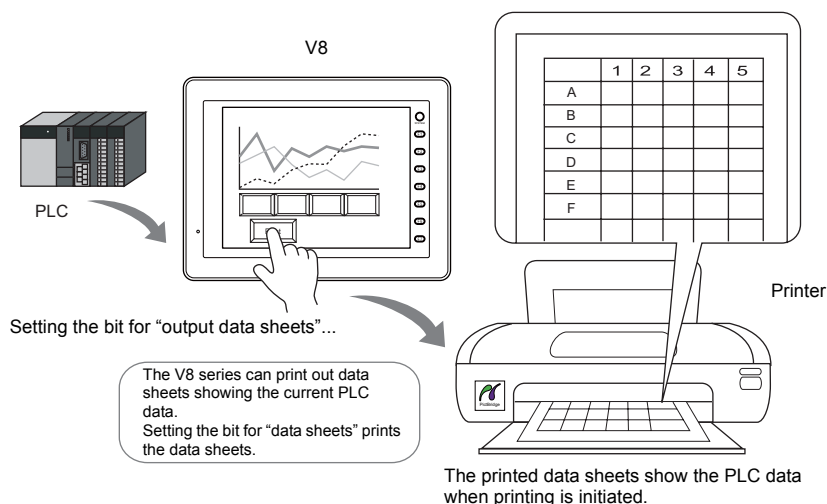 V8
1 2 3 4 5
A
B
C
D
E
F
PLC
Printer
Setting the bit for “output data sheets”...
The V8 series can print out data
sheets showing the current PLC
data.
Setting the bit for “data sheets” prints
the data sheets.
PictBridge
The printed data sheets show the PLC data
when printing is initiated.